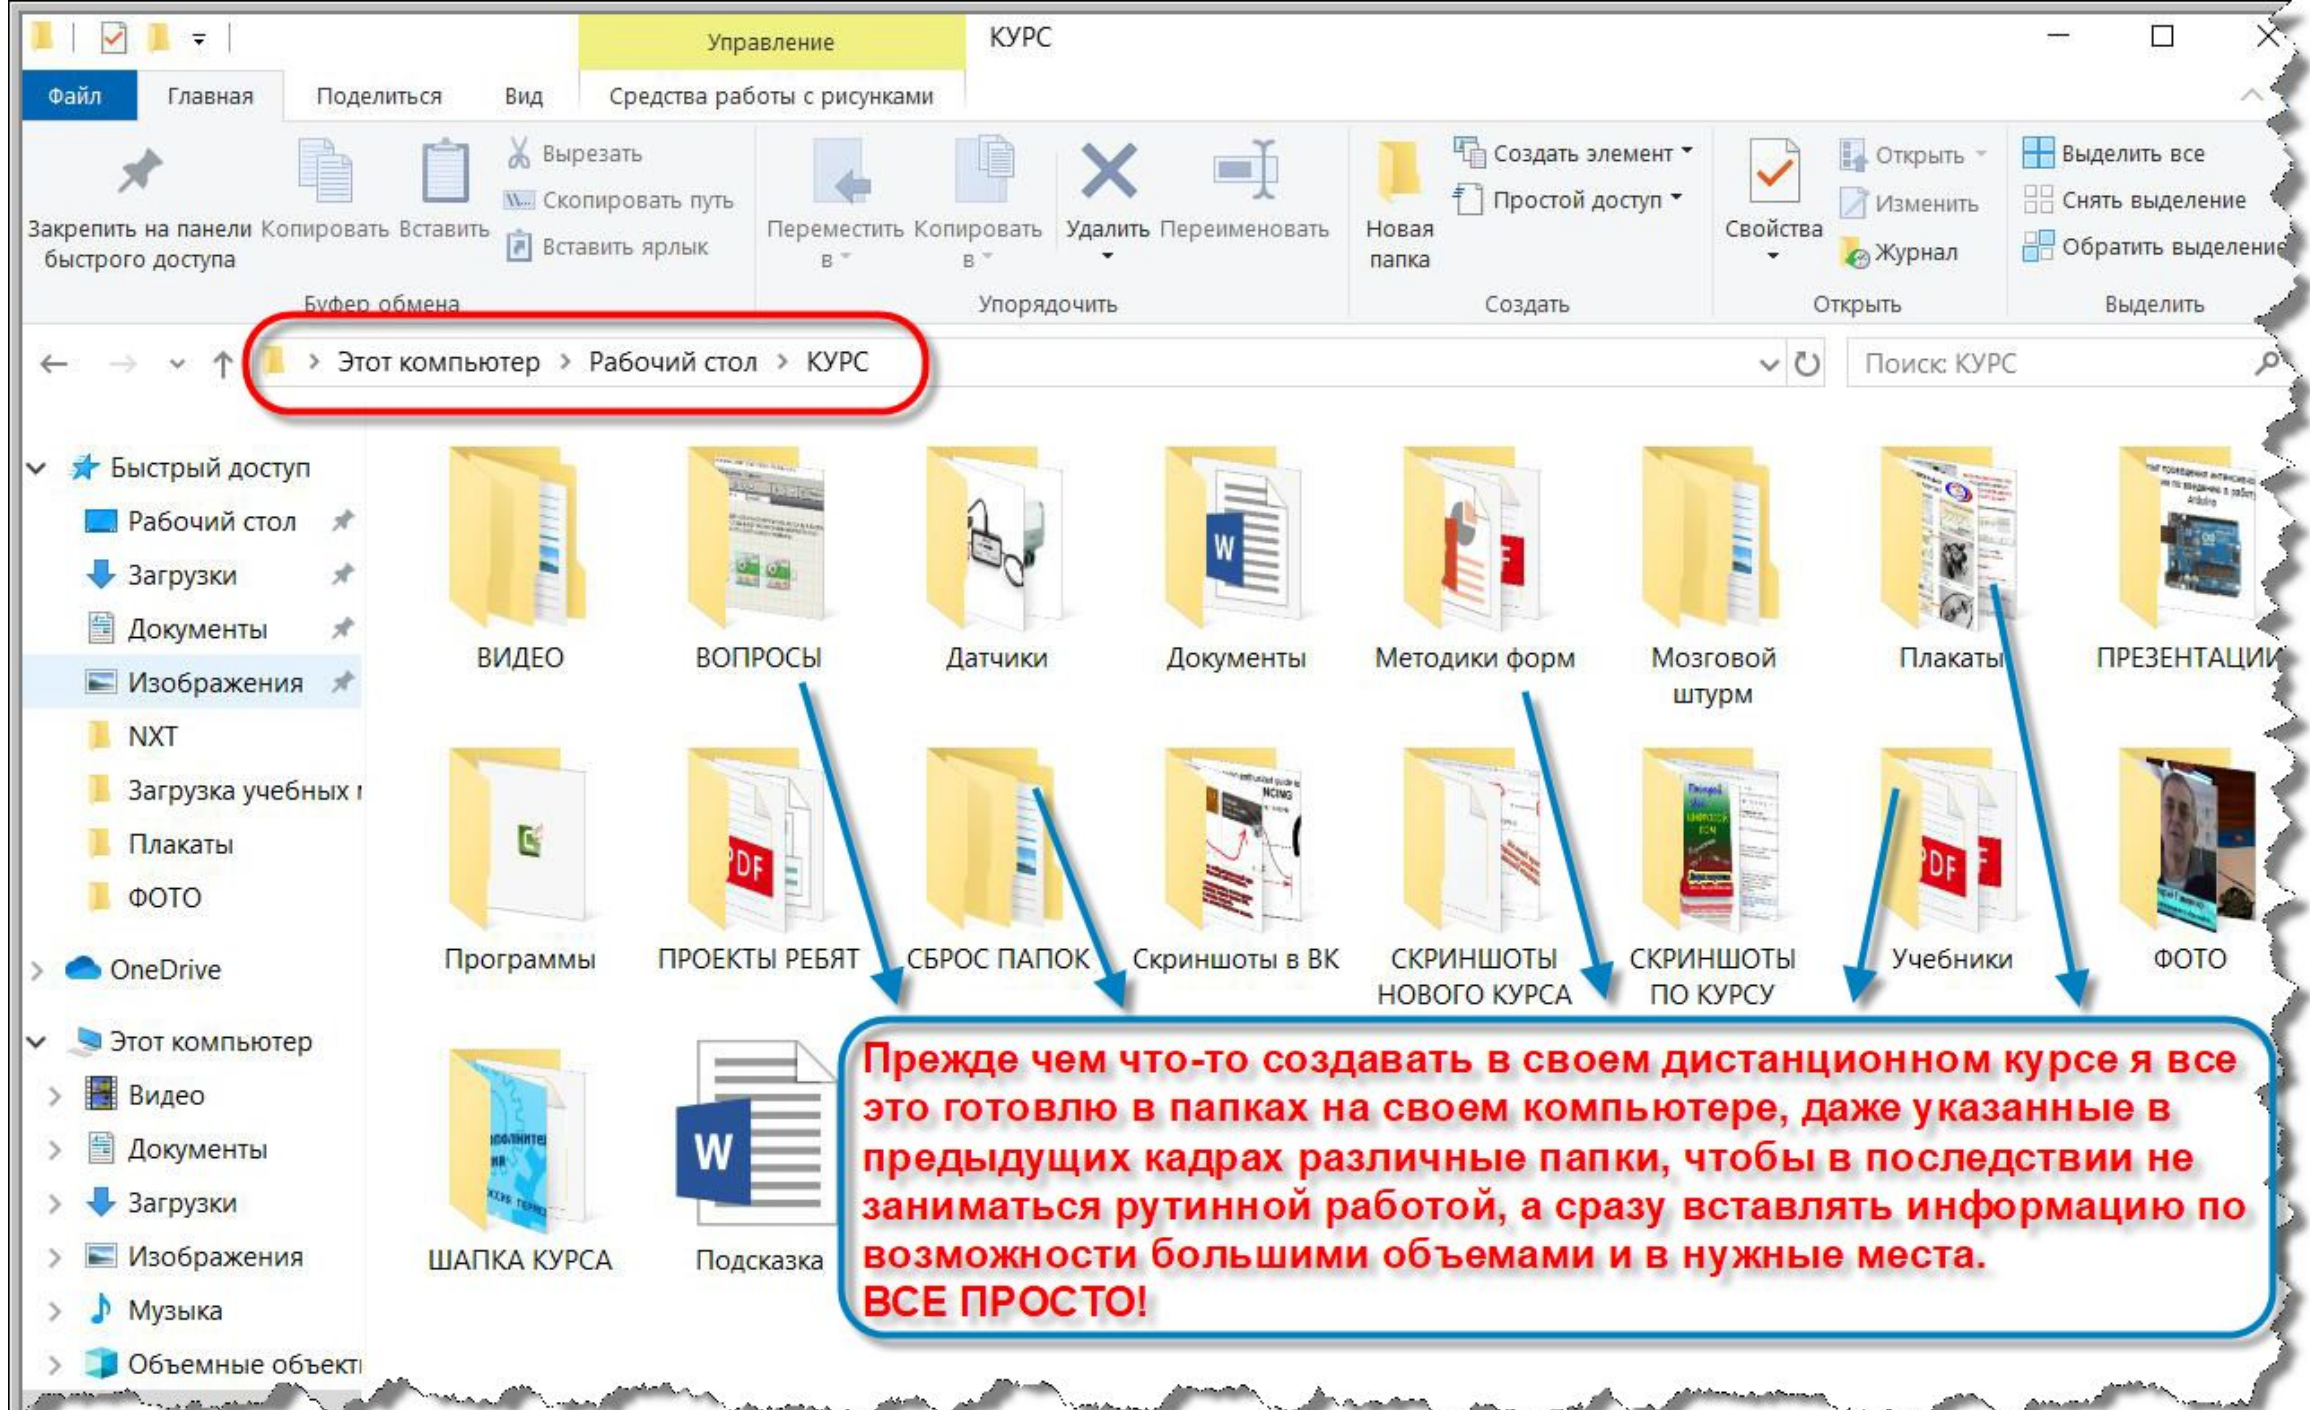 Управление
КУРС
Файл
Главная
Поделиться
Вид
Средства работы с рисунками
Закрепить на панели
быстрого доступа
Копировать
Вставить
Вырезать
Скопировать путь
Вставить ярлык
Буфер обмена
Переместить
в
Копировать
в
Удалить
Переименовать
Упорядочить
Новая
папка
Создать элемент
Простой доступ
Создать
Свойства
Открыть
Изменить
Журнал
Открыть
Выделить все
Снять выделение
Обратить выделение
Выделить
Этот компьютер > Рабочий стол > КУРС
Поиск: КУРС
Быстрый доступ
Рабочий стол
Загрузки
Документы
Изображения
NXT
Загрузка учебных
Плакаты
ФОТО
OneDrive
Этот компьютер
Видео
Документы
Загрузки
Изображения
Музыка
Объемные объект
ВИДЕО
ВОПРОСЫ
Датчики
Документы
Методики форм
Мозговой
штурм
Плакаты
ПРЕЗЕНТАЦИИ
Программы
ПРОЕКТЫ РЕБЯТ
СБРОС ПАПОК
Скриншоты в ВК
СКРИНШОТЫ
НОВОГО КУРСА
СКРИНШОТЫ
ПО КУРСУ
Учебники
ФОТО
ШАПКА КУРСА
Подсказка
Прежде чем что-то создавать в своем дистанционном курсе я все
это готовлю в папках на своем компьютере, даже указанные в
предыдущих кадрах различные папки, чтобы в последствии не
заниматься рутинной работой, а сразу вставлять информацию по
возможности большими объемами и в нужные места.
ВСЕ ПРОСТО!